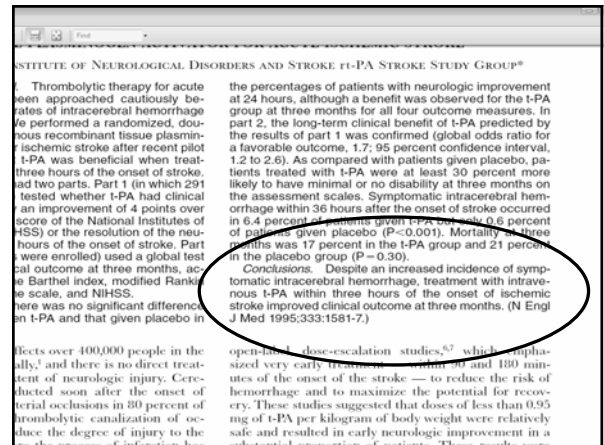 Find
STITUTE OF NEUROLOGICAL DISORDERS AND STROKE rt-PA STROKE STUDY GROUP*
Thrombolytic therapy for acute
been approached cautiously be-
rates of intracerebral hemorrhage
We performed a randomized, dou-
nous recombinant tissue plasmin-
r ischemic stroke after recent pilot
t-PA was beneficial when treat-
three hours of the onset of stroke.
had two parts. Part 1 (in which 291
tested whether t-PA had clinical
an improvement of 4 points over
score of the National Institutes of
HSS) or the resolution of the neu-
hours of the onset of stroke. Part
were enrolled) used a global test
cal outcome at three months, ac-
e Barthel index, modified Rankin
e scale, and NIHSS.
here was no significant difference
en t-PA and that given placebo in
ffects over 400,000 people in the
ally,¹ and there is no direct treat-
tent of neurologic injury. Cere-
ducted soon after the onset of
terial occlusions in 80 percent of
thrombolytic canalization of oc-
duce the degree of injury to the
the percentages of patients with neurologic improvement
at 24 hours, although a benefit was observed for the t-PA
group at three months for all four outcome measures. In
part 2, the long-term clinical benefit of t-PA predicted by
the results of part 1 was confirmed (global odds ratio for
a favorable outcome, 1.7; 95 percent confidence interval,
1.2 to 2.6). As compared with patients given placebo, pa-
tients treated with t-PA were at least 30 percent more
likely to have minimal or no disability at three months on
the assessment scales. Symptomatic intracerebral hem-
orrhage within 36 hours after the onset of stroke occurred
in 6.4 percent of patients given t-PA but only 0.6 percent
of patients given placebo (P<0.001). Mortality at three
months was 17 percent in the t-PA group and 21 percent
in the placebo group (P=0.30).
Conclusions. Despite an increased incidence of symp-
tomatic intracerebral hemorrhage, treatment with intrave-
nous t-PA within three hours of the onset of ischemic
stroke improved clinical outcome at three months. (N Engl
J Med 1995;333:1581-7.)
open-label, dose-escalation studies,⁶,⁷ which empha-
sized very early treatment — within 90 and 180 min-
utes of the onset of the stroke — to reduce the risk of
hemorrhage and to maximize the potential for recov-
ery. These studies suggested that doses of less than 0.95
mg of t-PA per kilogram of body weight were relatively
safe and resulted in early neurologic improvement in a